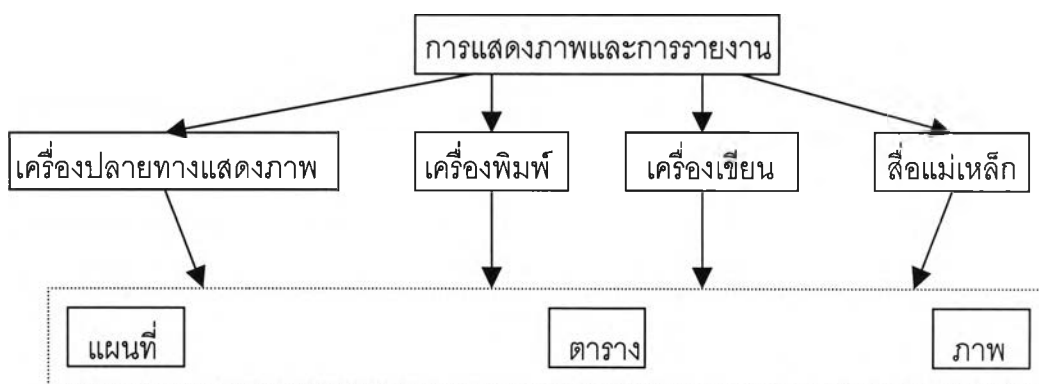 การแสดงภาพและการรายงาน
เครื่องปลายทางแสดงภาพ เครื่องพิมพ์ เครื่องเขียน สื่อแม่เหล็ก
แผนที่ ตาราง ภาพ